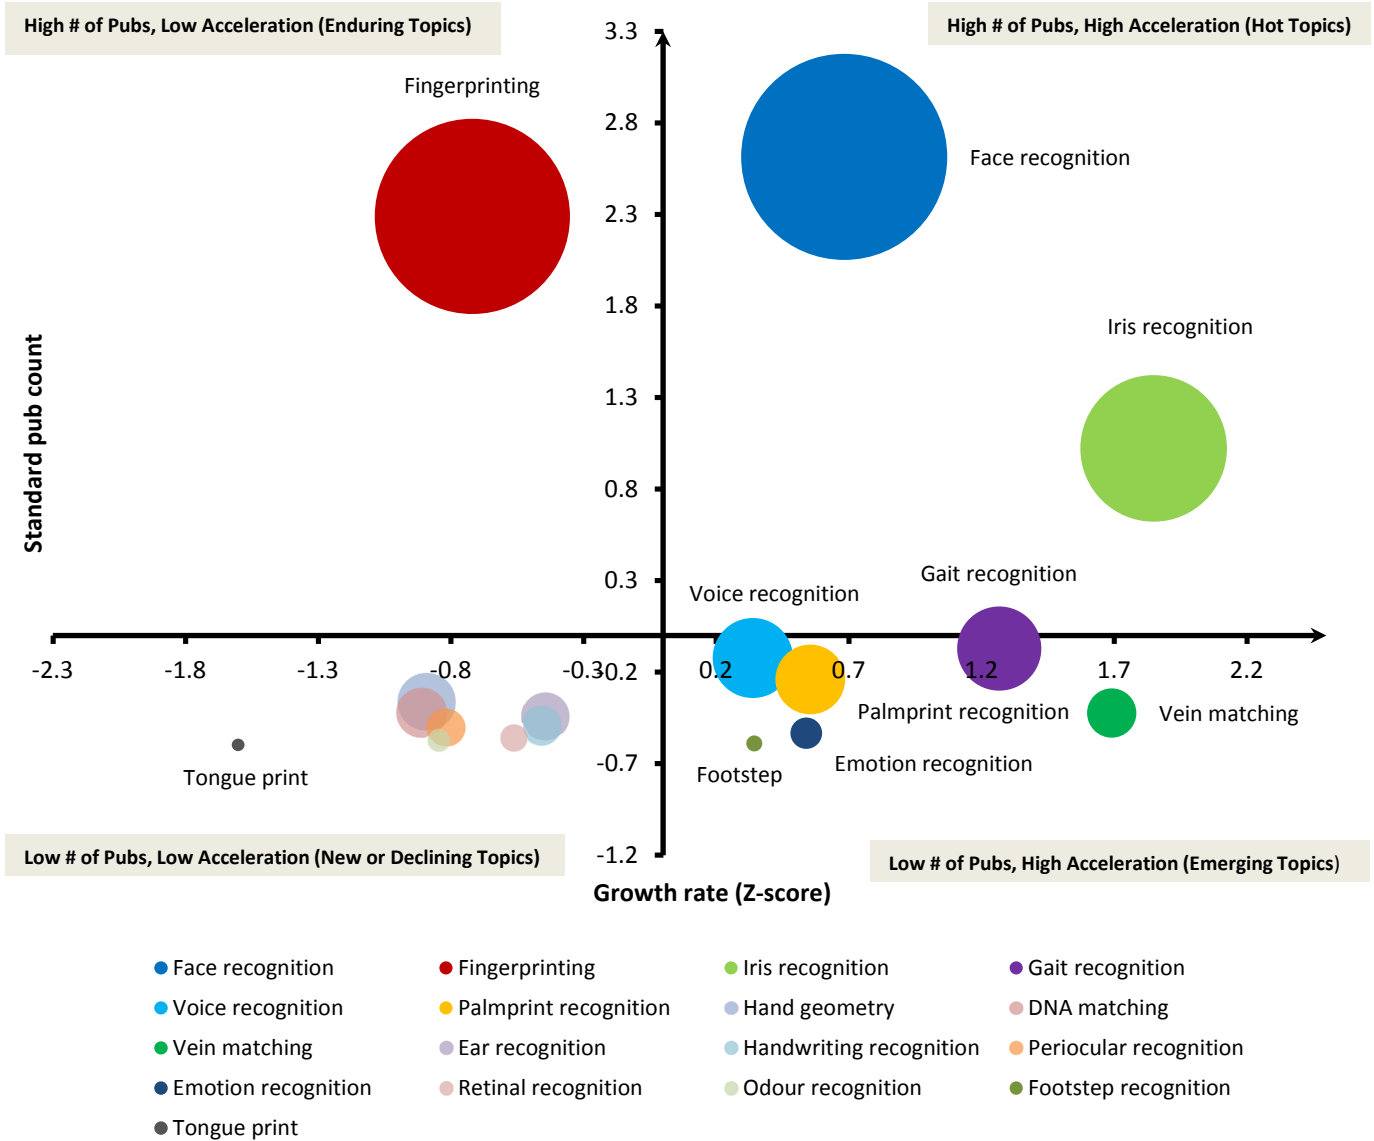 High # of Pubs, Low Acceleration (Enduring Topics)
High # of Pubs, High Acceleration (Hot Topics)
3.3
Fingerprinting
2.8
Face recognition
2.3
1.8
Iris recognition
Standard pub count
1.3
0.8
Gait recognition
0.3
Voice recognition
-2.3 -1.8 -1.3 -0.8 -0.3 0.2 0.7 1.2 1.7 2.2
-0.2
Palmprint recognition
Vein matching
-0.7
Tongue print
Footstep
Emotion recognition
-1.2
Low # of Pubs, Low Acceleration (New or Declining Topics)
Low # of Pubs, High Acceleration (Emerging Topics)
Growth rate (Z-score)
Face recognition Fingerprinting Iris recognition Gait recognition
Voice recognition Palmprint recognition Hand geometry DNA matching
Vein matching Ear recognition Handwriting recognition Periocular recognition
Emotion recognition Retinal recognition Odour recognition Footstep recognition
Tongue print